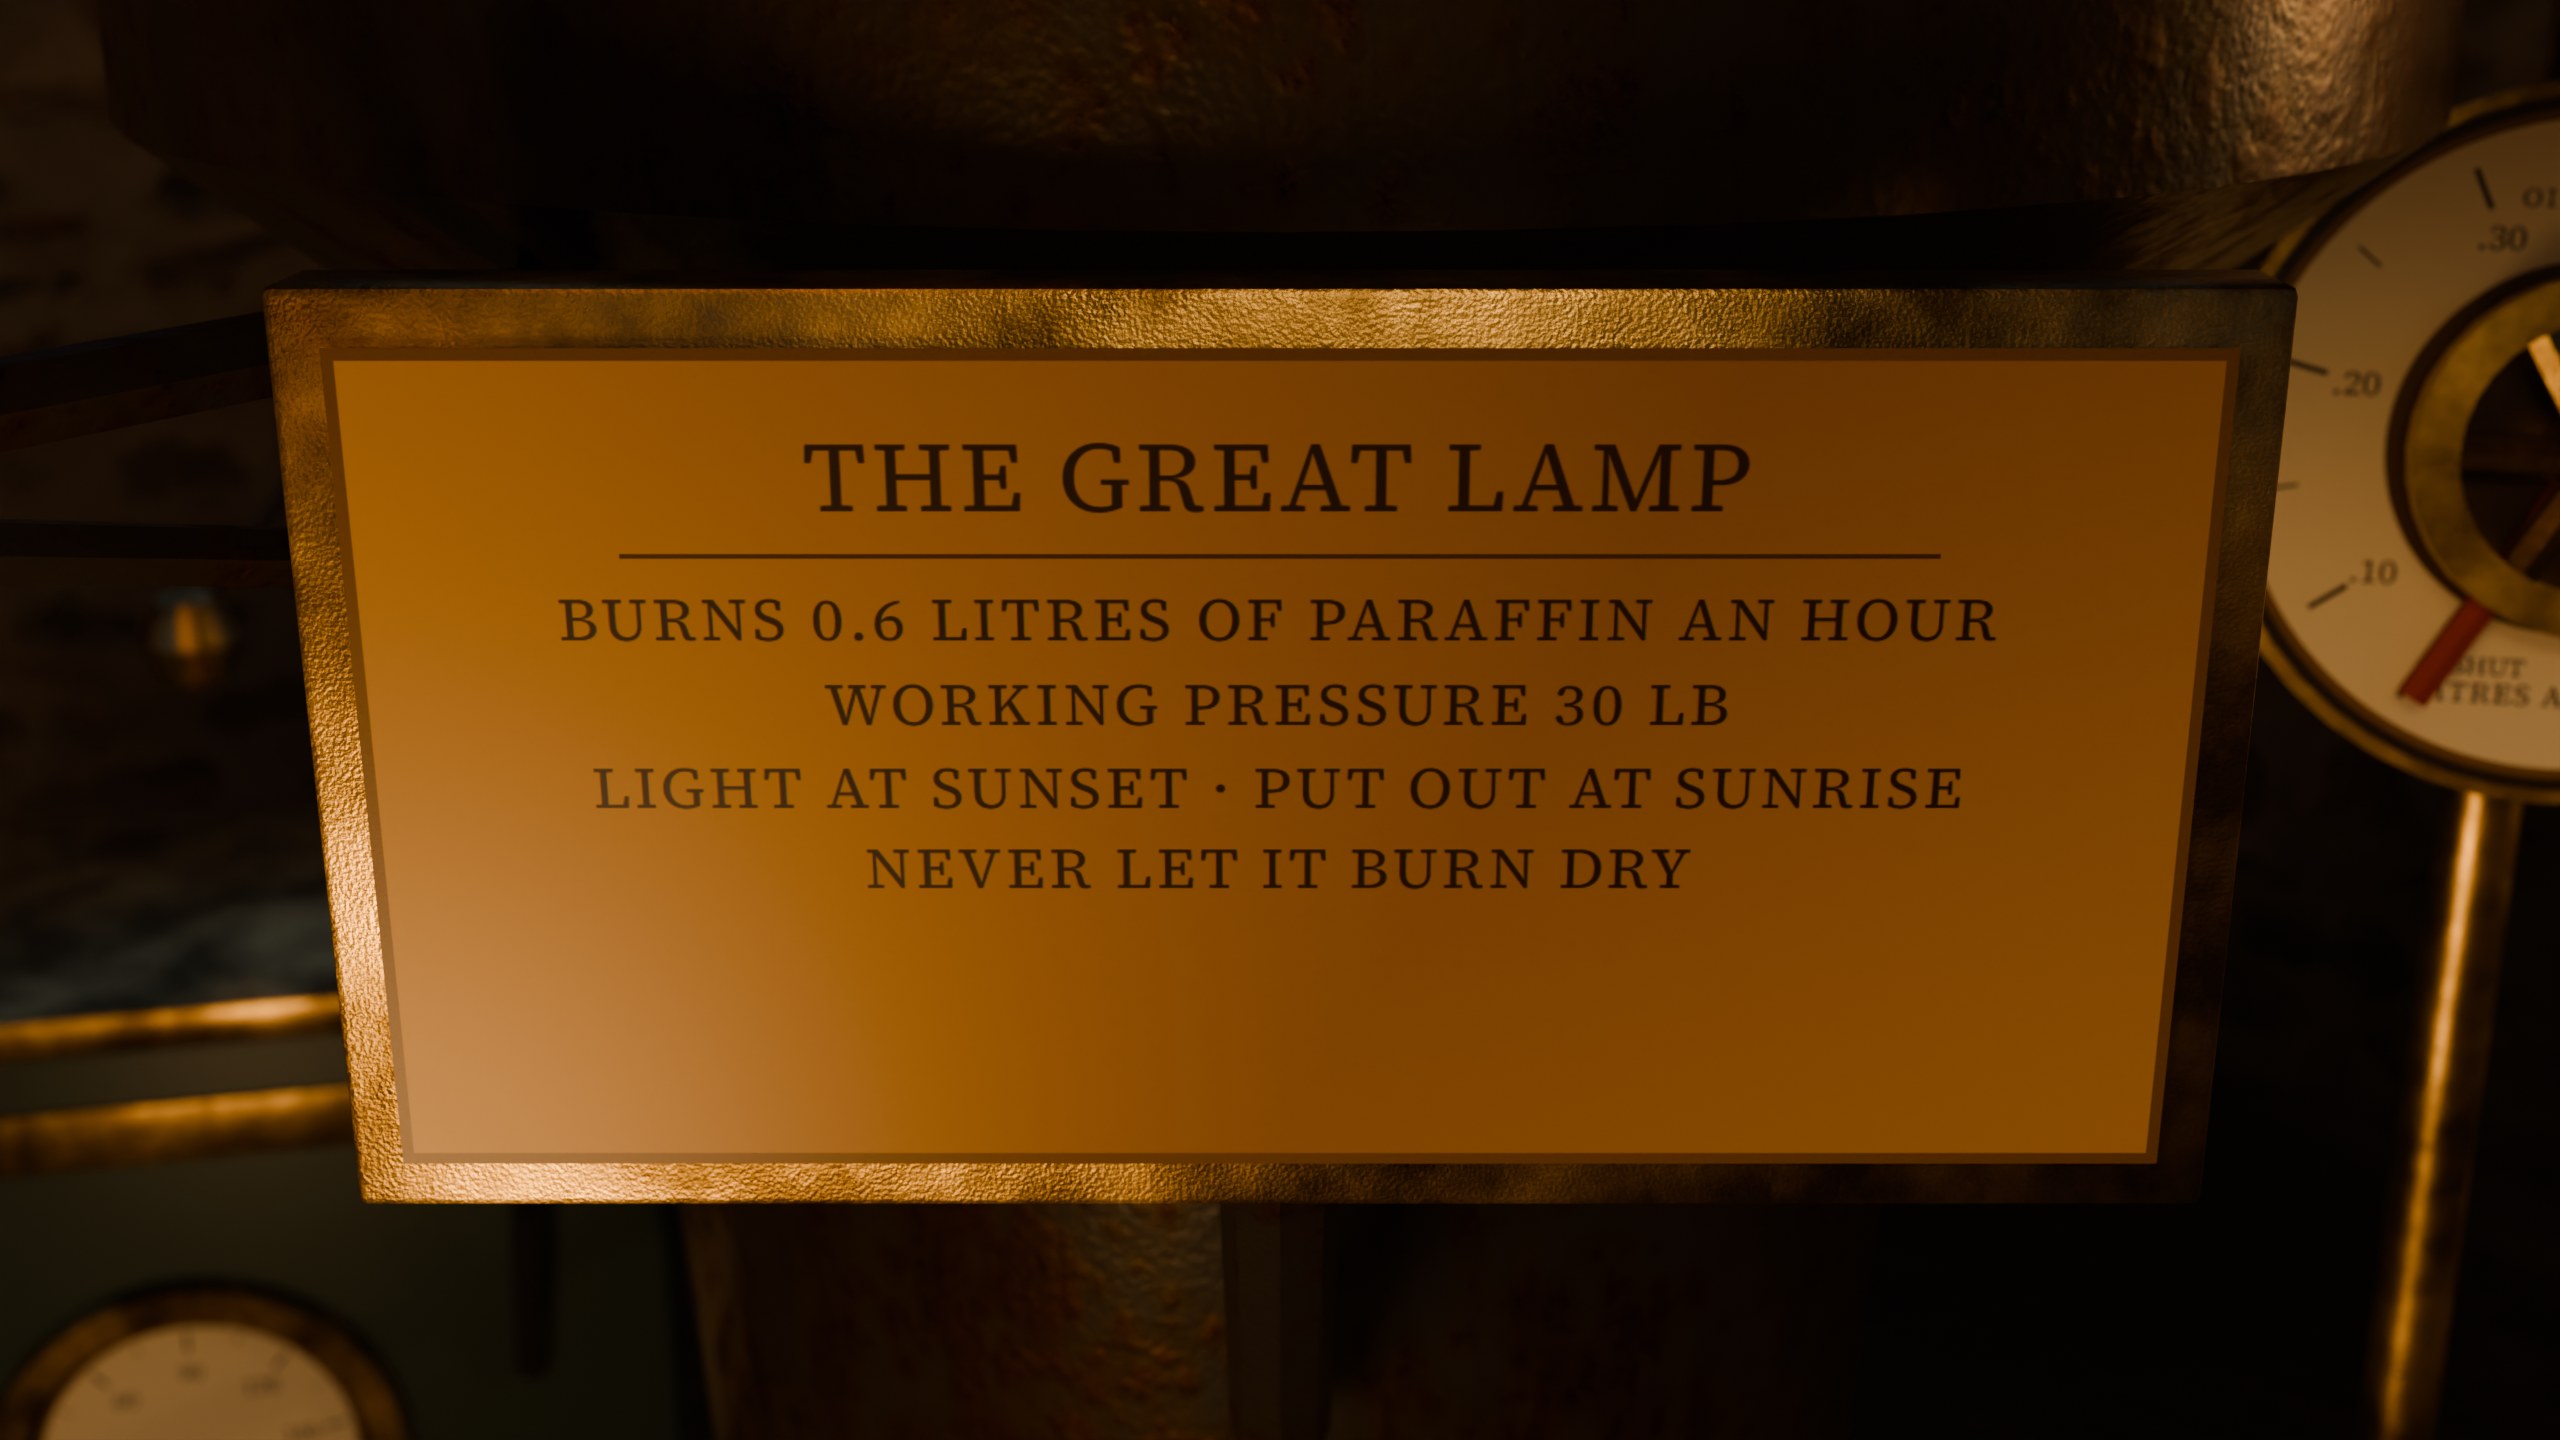 THE GREAT LAMP
BURNS 0.6 LITRES OF PARAFFIN AN HOUR
WORKING PRESSURE 30 LB
LIGHT AT SUNSET · PUT OUT AT SUNRISE
NEVER LET IT BURN DRY
.30
.20
.10
SHUT